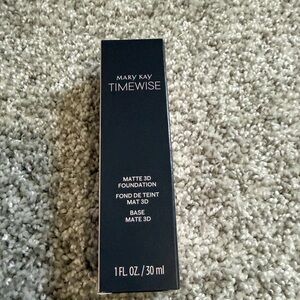 MARY KAY
TIMEWISE
MATTE 3D
FOUNDATION
FOND DE TEINT
MAT 3D
BASE
MATE 3D
1 FL. OZ. / 30 ml